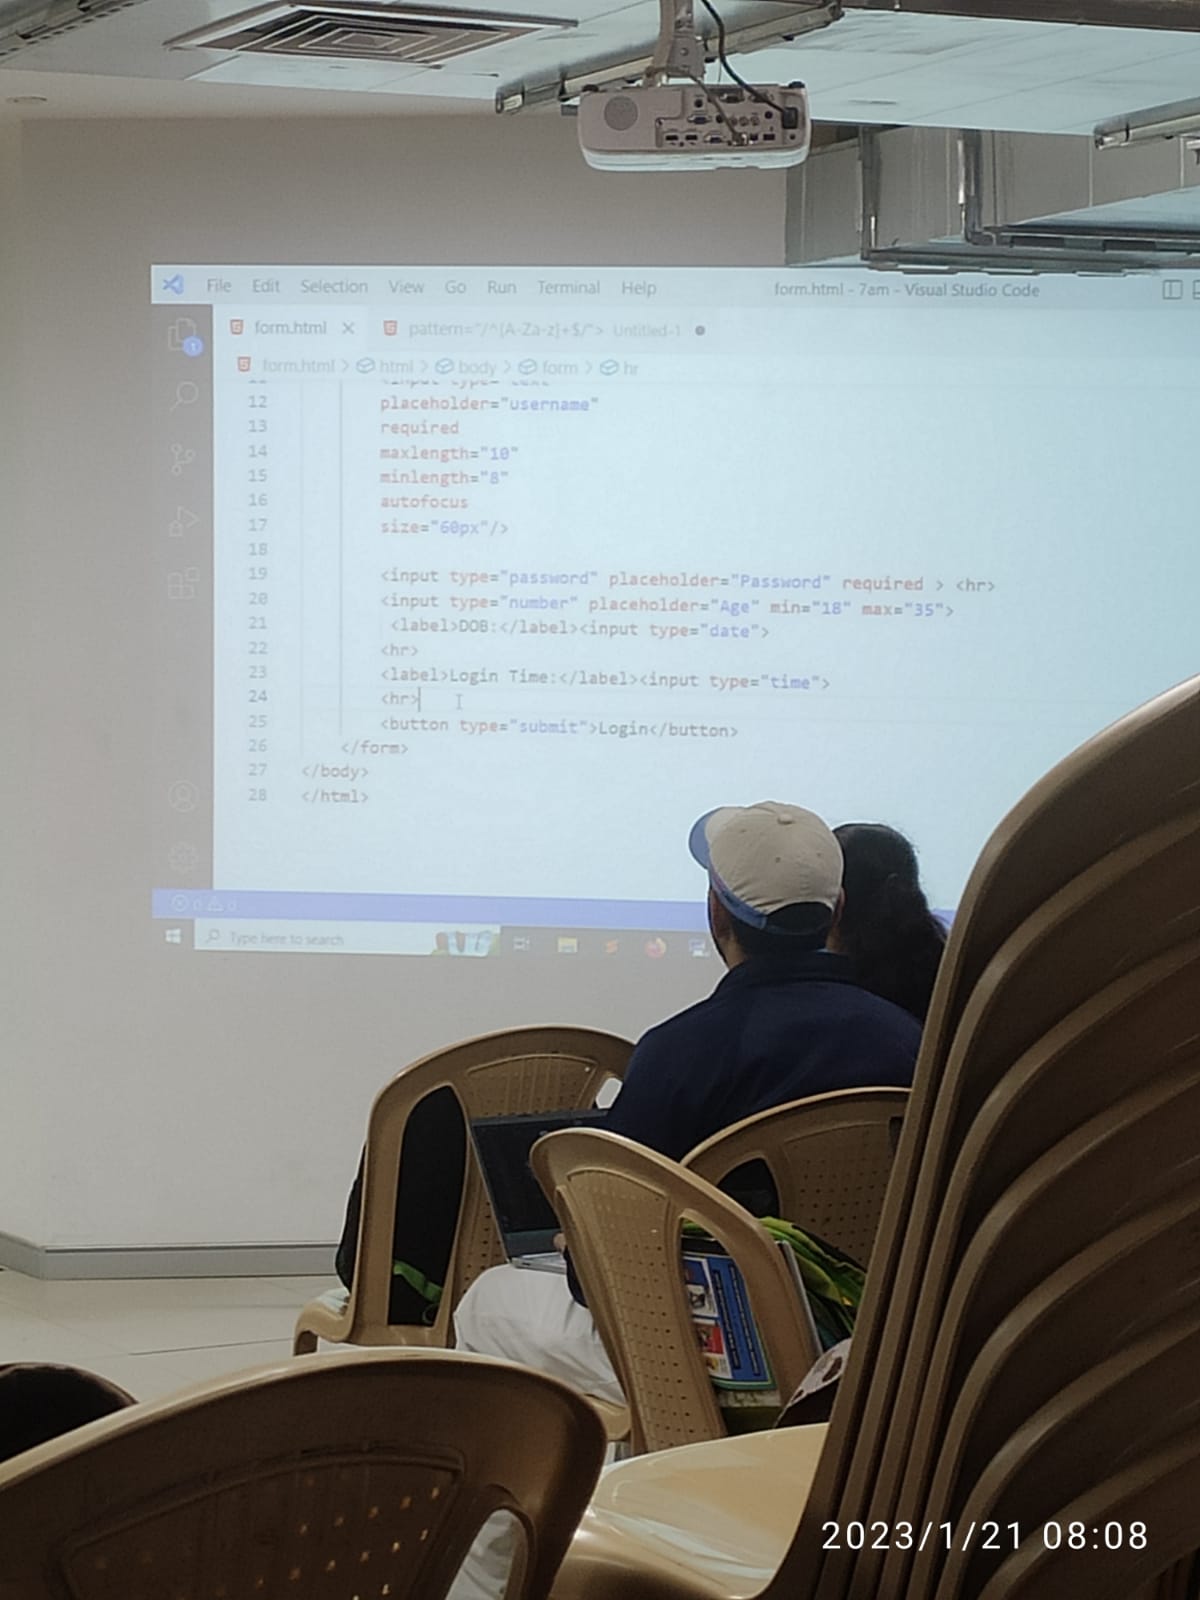 File Edit Selection View Go Run Terminal Help form.html - 7am - Visual Studio Code
form.html pattern="/^[A-Za-z]+$/"> Untitled-1
form.html > html > body > form > hr
12 placeholder="username"
13 required
14 maxlength="10"
15 minlength="8"
16 autofocus
17 size="60px"/>
18
19 <input type="password" placeholder="Password" required > <hr>
20 <input type="number" placeholder="Age" min="18" max="35">
21 <label>DOB:</label><input type="date">
22 <hr>
23 <label>Login Time:</label><input type="time">
24 <hr>
25 <button type="submit">Login</button>
26 </form>
27 </body>
28 </html>
0 0
Type here to search
2023/1/21 08:08